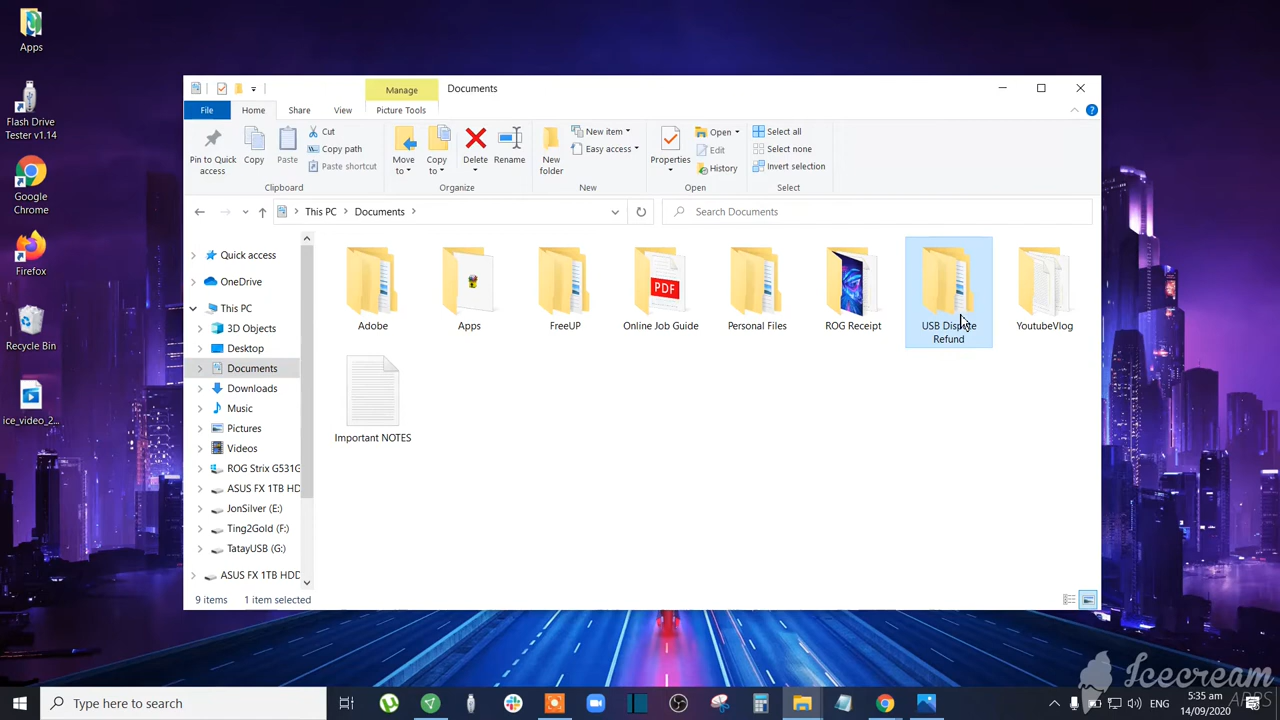 Apps
Flash Drive
Tester v1.14
Google
Chrome
Firefox
Recycle Bin
ice_video_2...
Manage
Documents
File
Home
Share
View
Picture Tools
Pin to Quick
access
Copy
Paste
Cut
Copy path
Paste shortcut
Clipboard
Move
to
Copy
to
Delete
Rename
Organize
New
folder
New item
Easy access
New
Properties
Open
Edit
History
Open
Select all
Select none
Invert selection
Select
This PC
Documents
Search Documents
Quick access
OneDrive
This PC
3D Objects
Desktop
Documents
Downloads
Music
Pictures
Videos
ROG Strix G531G
ASUS FX 1TB HD
JonSilver (E:)
Ting2Gold (F:)
TatayUSB (G:)
ASUS FX 1TB HDD
Adobe
Apps
FreeUP
Online Job Guide
PDF
Personal Files
ROG Receipt
USB Dispute
Refund
YoutubeVlog
Important NOTES
9 items
1 item selected
Icecream
APPS
Type here to search
ENG
5:35 am
14/09/2020